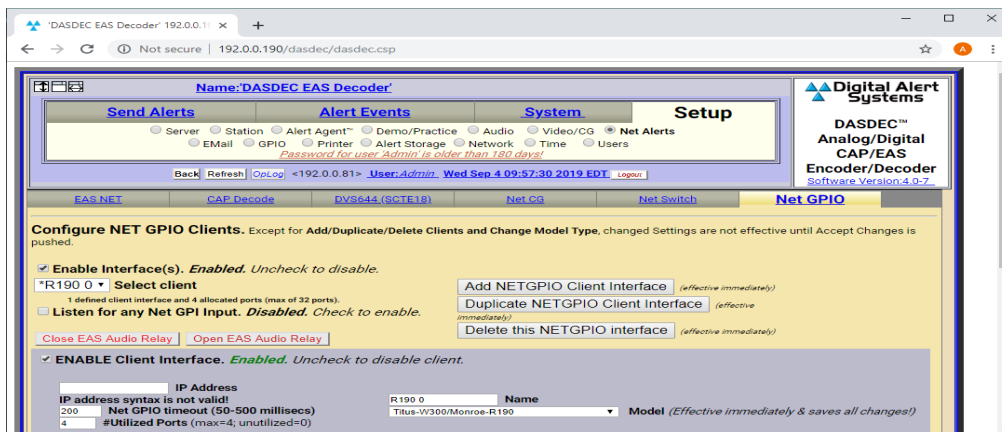 'DASDEC EAS Decoder' 192.0.0.1
Not secure | 192.0.0.190/dasdec/dasdec.csp
A
Name:'DASDEC EAS Decoder'
Send Alerts Alert Events System Setup
Server Station Alert Agent™ Demo/Practice Audio Video/CG Net Alerts
EMail GPIO Printer Alert Storage Network Time Users
Password for user 'Admin' is older than 180 days!
Back Refresh OpLog <192.0.0.81> User:Admin Wed Sep 4 09:57:30 2019 EDT Logout
Digital Alert
Systems
DASDEC™
Analog/Digital
CAP/EAS
Encoder/Decoder
Software Version:4.0-7
EAS NET CAP Decode DVS644 (SCTE18) Net CG Net Switch Net GPIO
Configure NET GPIO Clients. Except for Add/Duplicate/Delete Clients and Change Model Type, changed Settings are not effective until Accept Changes is
pushed.
Enable Interface(s). Enabled. Uncheck to disable.
*R190 0 Select client
1 defined client interface and 4 allocated ports (max of 32 ports).
Listen for any Net GPI Input. Disabled. Check to enable.
Add NETGPIO Client Interface (effective immediately)
Duplicate NETGPIO Client Interface (effective
immediately)
Delete this NETGPIO interface (effective immediately)
Close EAS Audio Relay Open EAS Audio Relay
ENABLE Client Interface. Enabled. Uncheck to disable client.
IP Address
IP address syntax is not valid! R190 0 Name
200 Net GPIO timeout (50-500 millisecs) Titus-W300/Monroe-R190 Model (Effective immediately & saves all changes!)
4 #Utilized Ports (max=4; unutilized=0)